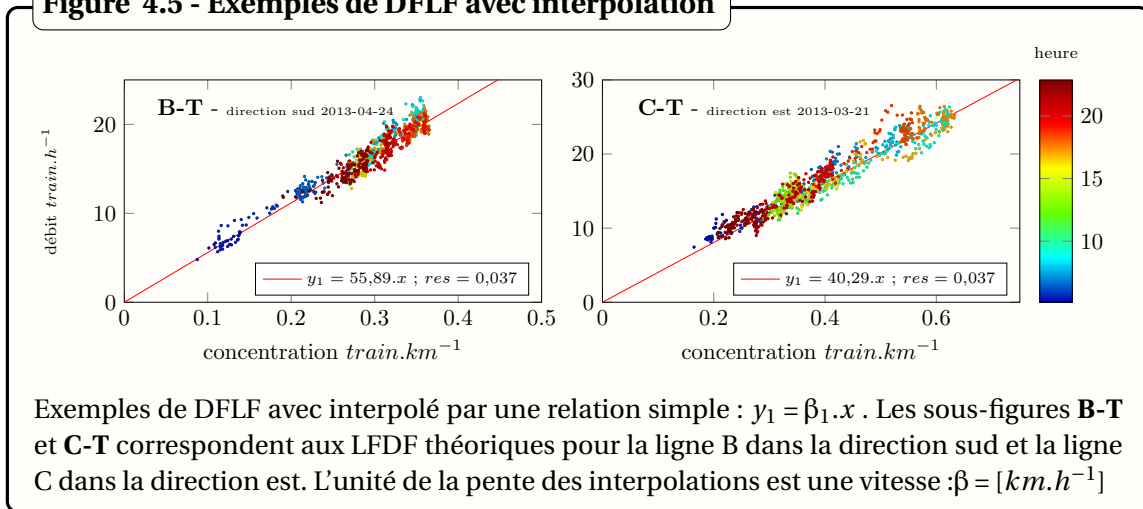 Figure 4.5 - Exemples de DFLF avec interpolation
heure
B-T - direction sud 2013-04-24
débit train.h⁻¹
20
10
0
y₁ = 55,89.x ; res = 0,037
0 0.1 0.2 0.3 0.4 0.5
concentration train.km⁻¹
C-T - direction est 2013-03-21
30
20
10
0
y₁ = 40,29.x ; res = 0,037
0 0.2 0.4 0.6
concentration train.km⁻¹
20
15
10
Exemples de DFLF avec interpolé par une relation simple : y₁ = β₁.x . Les sous-figures B-T
et C-T correspondent aux LFDF théoriques pour la ligne B dans la direction sud et la ligne
C dans la direction est. L'unité de la pente des interpolations est une vitesse :β = [km.h⁻¹]